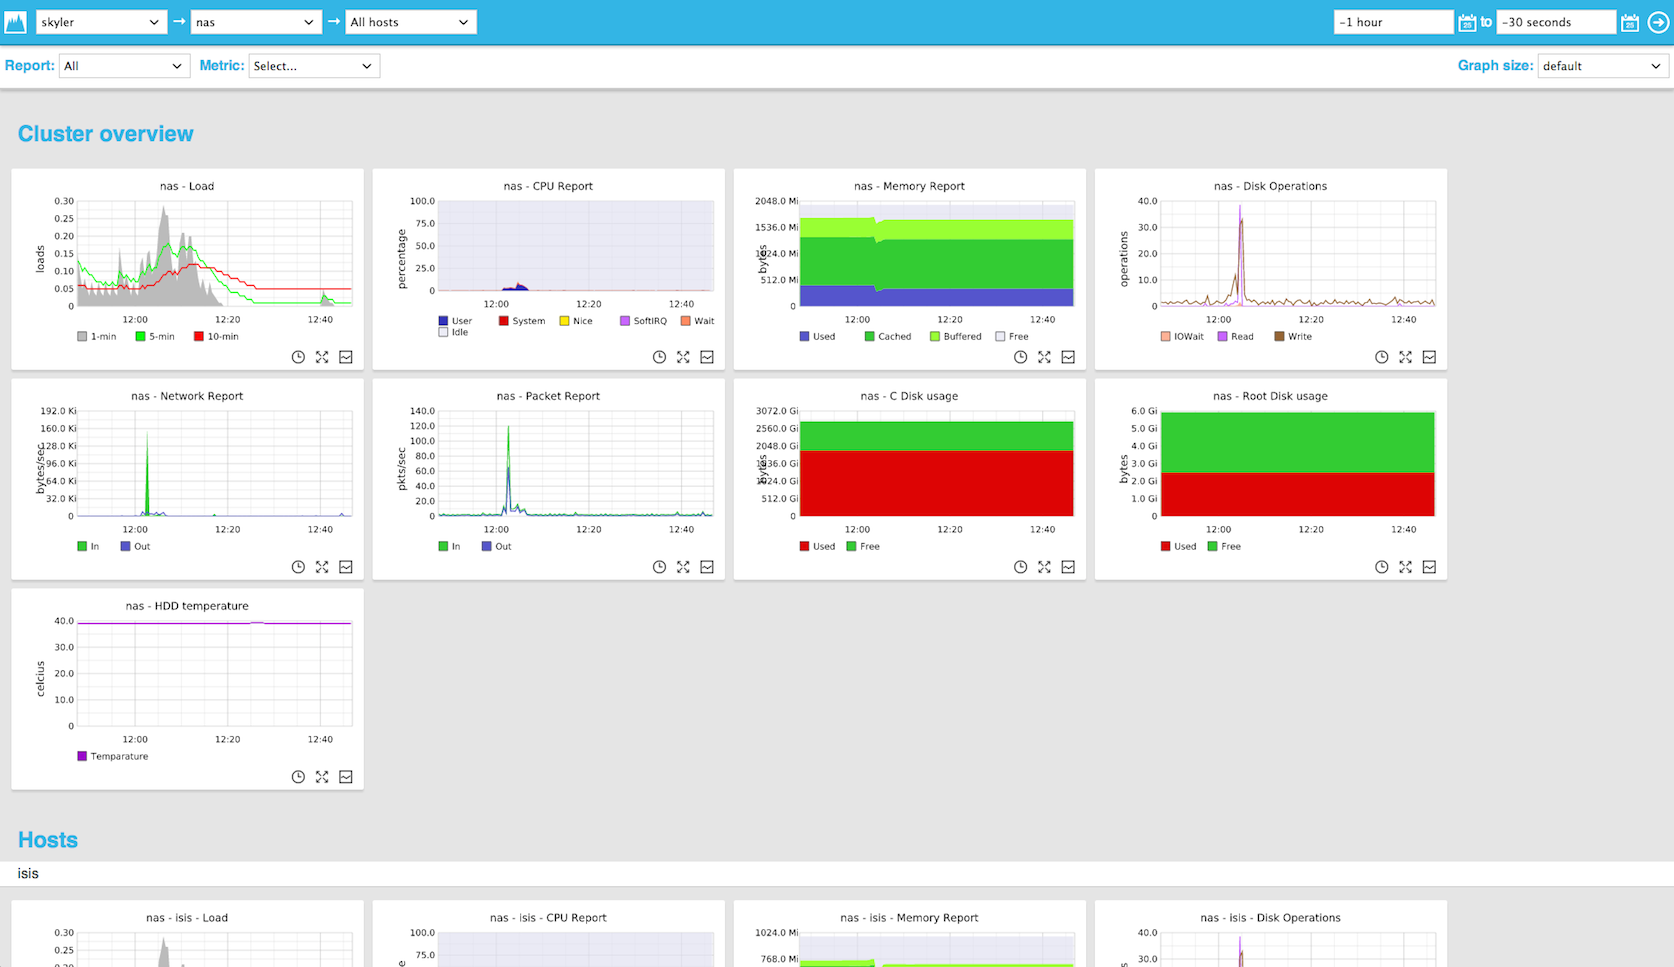 skyler → nas → All hosts -1 hour 25 to -30 seconds 25
Report: All Metric: Select... Graph size: default
Cluster overview
nas - Load
loads
0.30
0.25
0.20
0.15
0.10
0.05
0
12:00 12:20 12:40
1-min 5-min 10-min
nas - CPU Report
percentage
100.0
75.0
50.0
25.0
0
12:00 12:20 12:40
User System Nice SoftIRQ Wait
Idle
nas - Memory Report
bytes
2048.0 Mi
1536.0 Mi
1024.0 Mi
512.0 Mi
0
12:00 12:20 12:40
Used Cached Buffered Free
nas - Disk Operations
operations
40.0
30.0
20.0
10.0
0
12:00 12:20 12:40
IOWait Read Write
nas - Network Report
bytes/sec
192.0 Ki
160.0 Ki
128.0 Ki
96.0 Ki
64.0 Ki
32.0 Ki
0
12:00 12:20 12:40
In Out
nas - Packet Report
pkts/sec
140.0
120.0
100.0
80.0
60.0
40.0
20.0
0
12:00 12:20 12:40
In Out
nas - C Disk usage
bytes
3072.0 Gi
2560.0 Gi
2048.0 Gi
1536.0 Gi
1024.0 Gi
512.0 Gi
0
12:00 12:20 12:40
Used Free
nas - Root Disk usage
bytes
6.0 Gi
5.0 Gi
4.0 Gi
3.0 Gi
2.0 Gi
1.0 Gi
0
12:00 12:20 12:40
Used Free
nas - HDD temperature
celcius
40.0
30.0
20.0
10.0
0
12:00 12:20 12:40
Temparature
Hosts
isis
nas - isis - Load
0.30
0.25
0.20
nas - isis - CPU Report
100.0
75.0
nas - isis - Memory Report
1024.0 Mi
768.0 Mi
nas - isis - Disk Operations
40.0
30.0